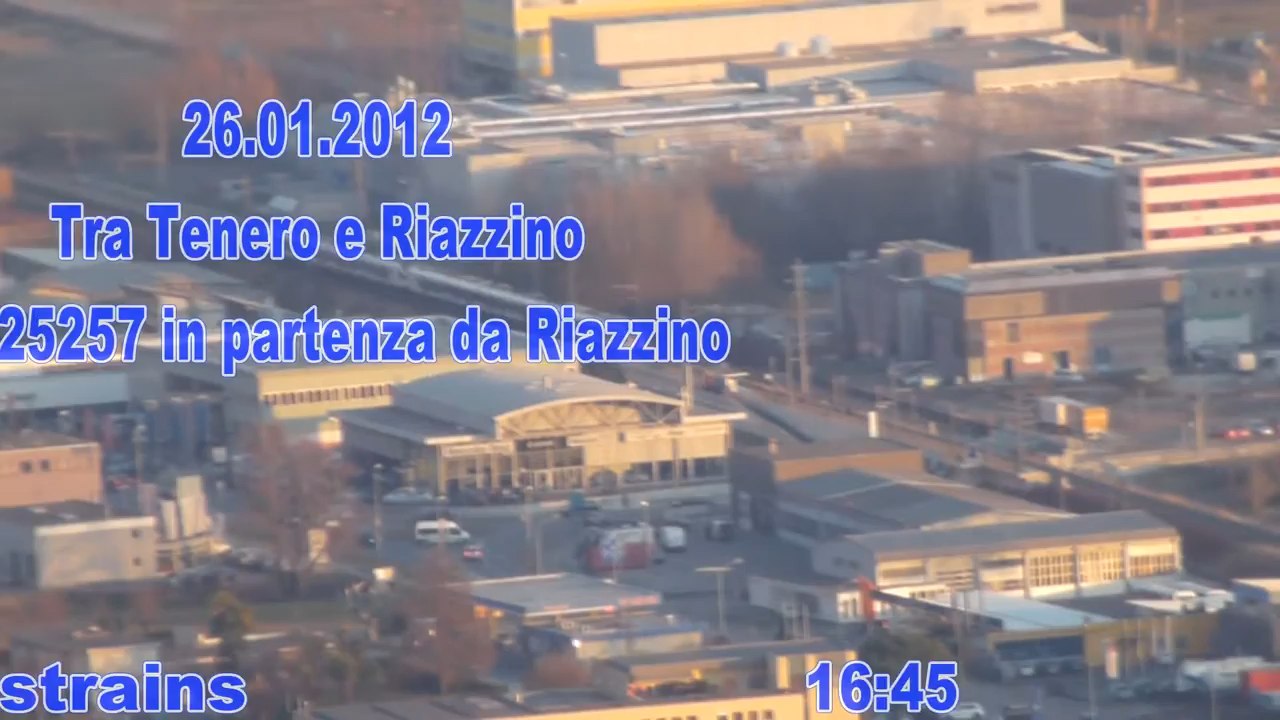 26.01.2012
Tra Tenero e Riazzino
25257 in partenza da Riazzino
strains
16:45